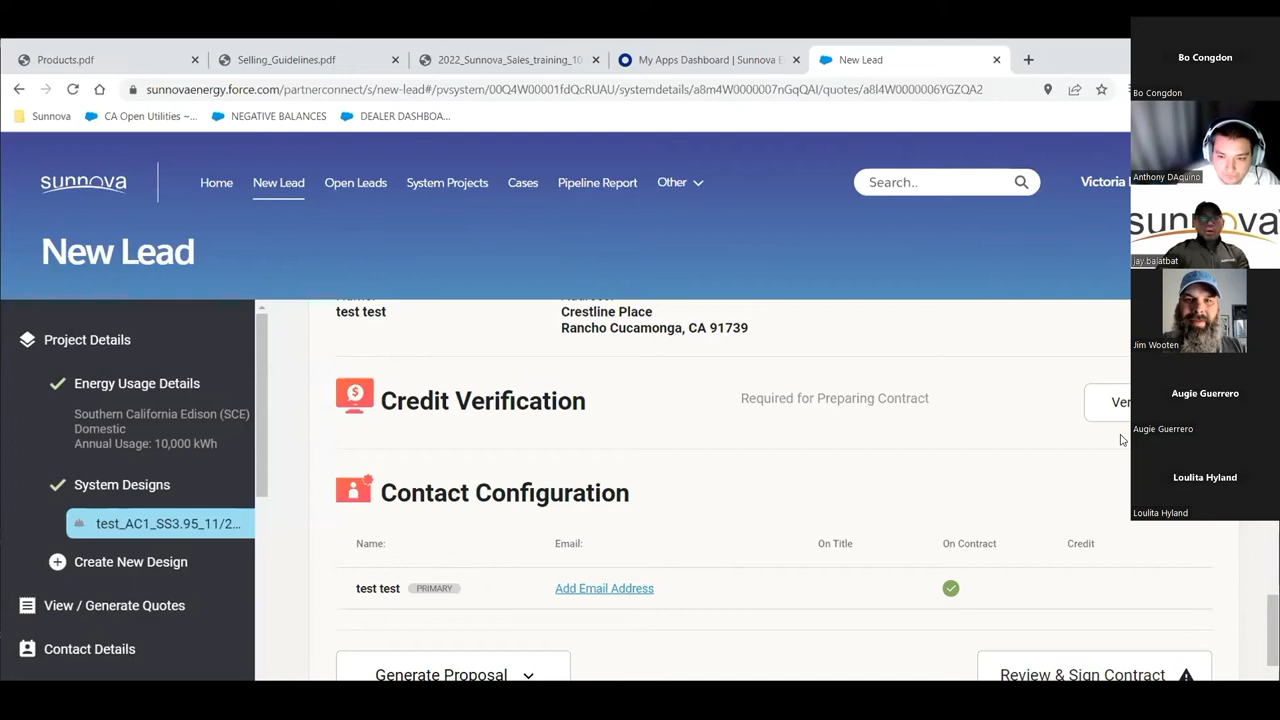 Products.pdf
Selling_Guidelines.pdf
2022_Sunnova_Sales_training_10
My Apps Dashboard | Sunnova E
New Lead
sunnovaenergy.force.com/partnerconnect/s/new-lead#/pvsystem/00Q4W00001fdQcRUAU/systemdetails/a8m4W0000007nGqQAI/quotes/a8l4W0000006YGZQA2
Sunnova
CA Open Utilities ~...
NEGATIVE BALANCES
DEALER DASHBOA...
sunnova
Home
New Lead
Open Leads
System Projects
Cases
Pipeline Report
Other
Search..
Victoria
New Lead
Project Details
Energy Usage Details
Southern California Edison (SCE)
Domestic
Annual Usage: 10,000 kWh
System Designs
test_AC1_SS3.95_11/2...
Create New Design
View / Generate Quotes
Contact Details
test test
Crestline Place
Rancho Cucamonga, CA 91739
Credit Verification
Required for Preparing Contract
Ver
Contact Configuration
Name:
Email:
On Title
On Contract
Credit
test test
PRIMARY
Add Email Address
Generate Proposal
Review & Sign Contract
Bo Congdon
Bo Congdon
Anthony DAquino
sunnova
jay.balatbat
Jim Wooten
Augie Guerrero
Augie Guerrero
Loulita Hyland
Loulita Hyland